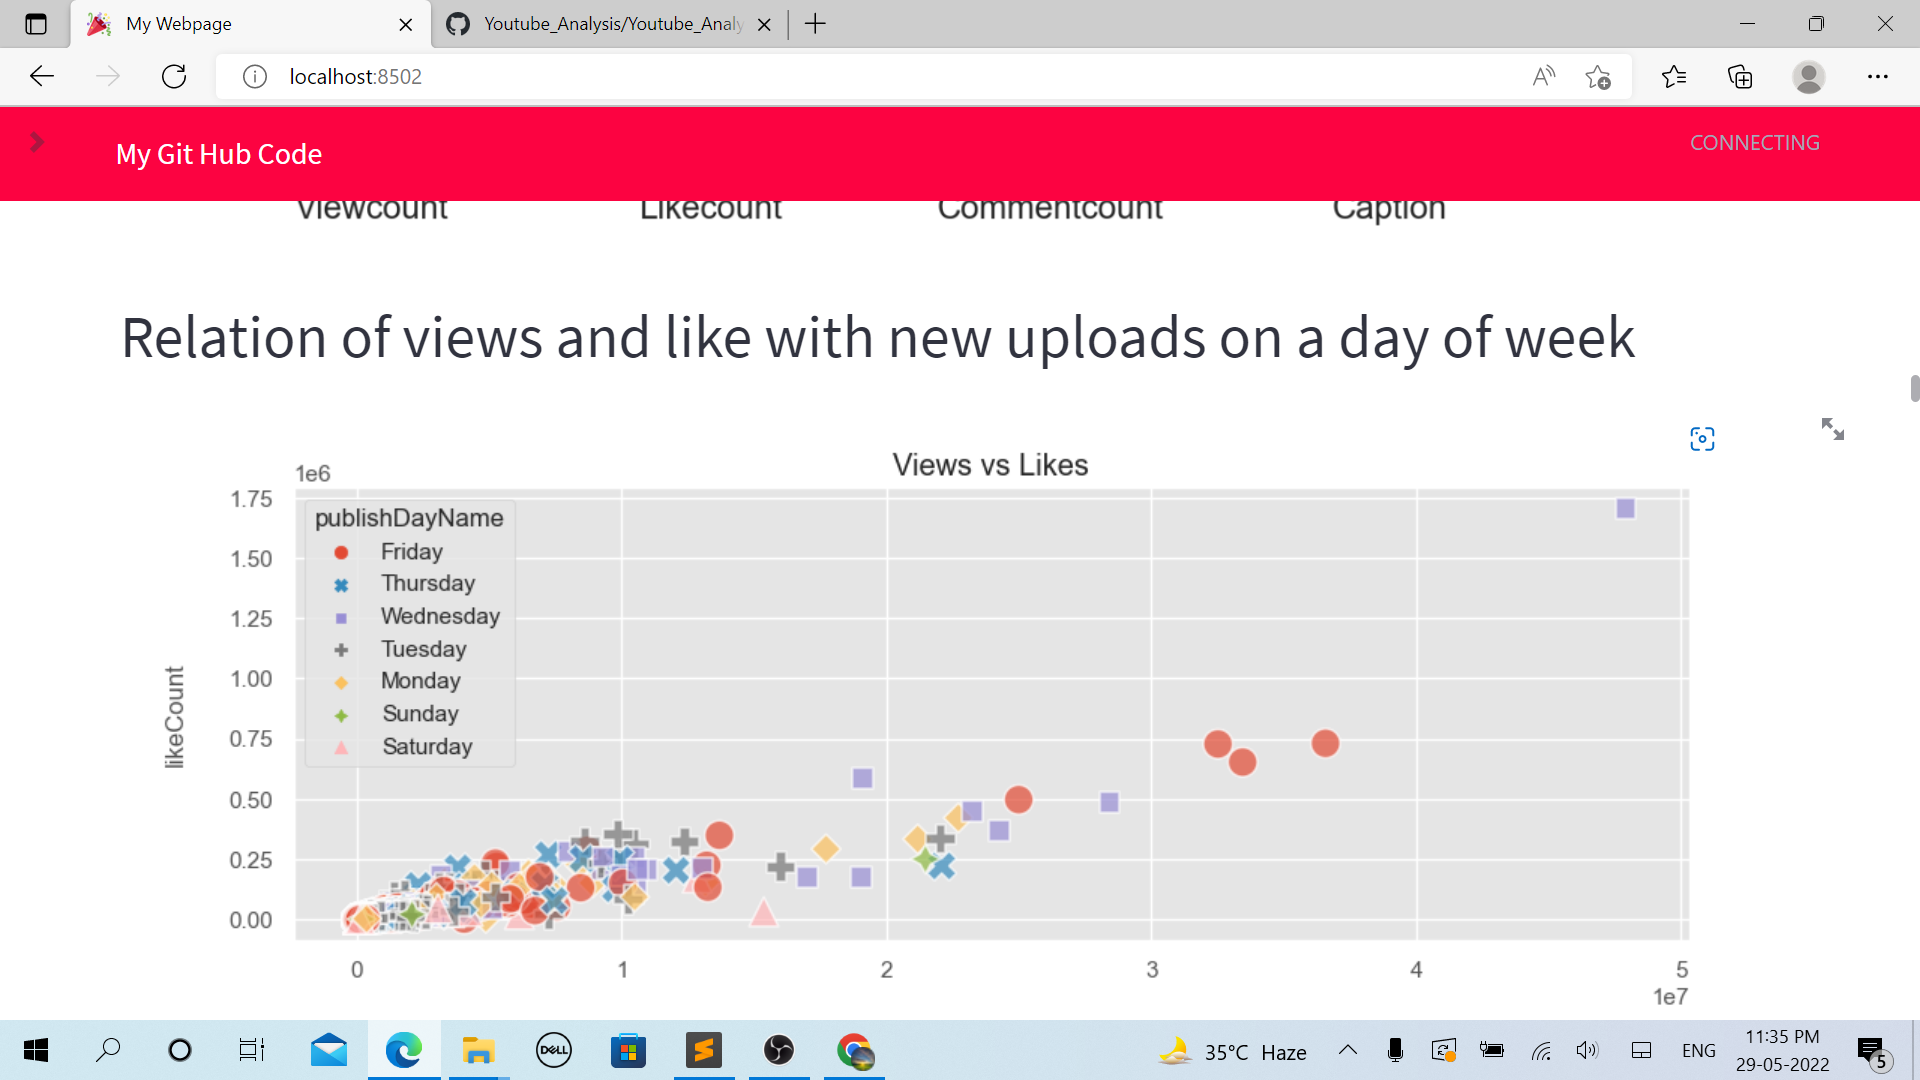 My Webpage
Youtube_Analysis/Youtube_Analy
localhost:8502
My Git Hub Code
CONNECTING
Viewcount Likecount Commentcount Caption
Relation of views and like with new uploads on a day of week
Views vs Likes
1e6
1.75
1.50
1.25
1.00
0.75
0.50
0.25
0.00
likeCount
publishDayName
Friday
Thursday
Wednesday
Tuesday
Monday
Sunday
Saturday
0 1 2 3 4 5
1e7
DELL
35°C Haze
ENG
11:35 PM
29-05-2022
5